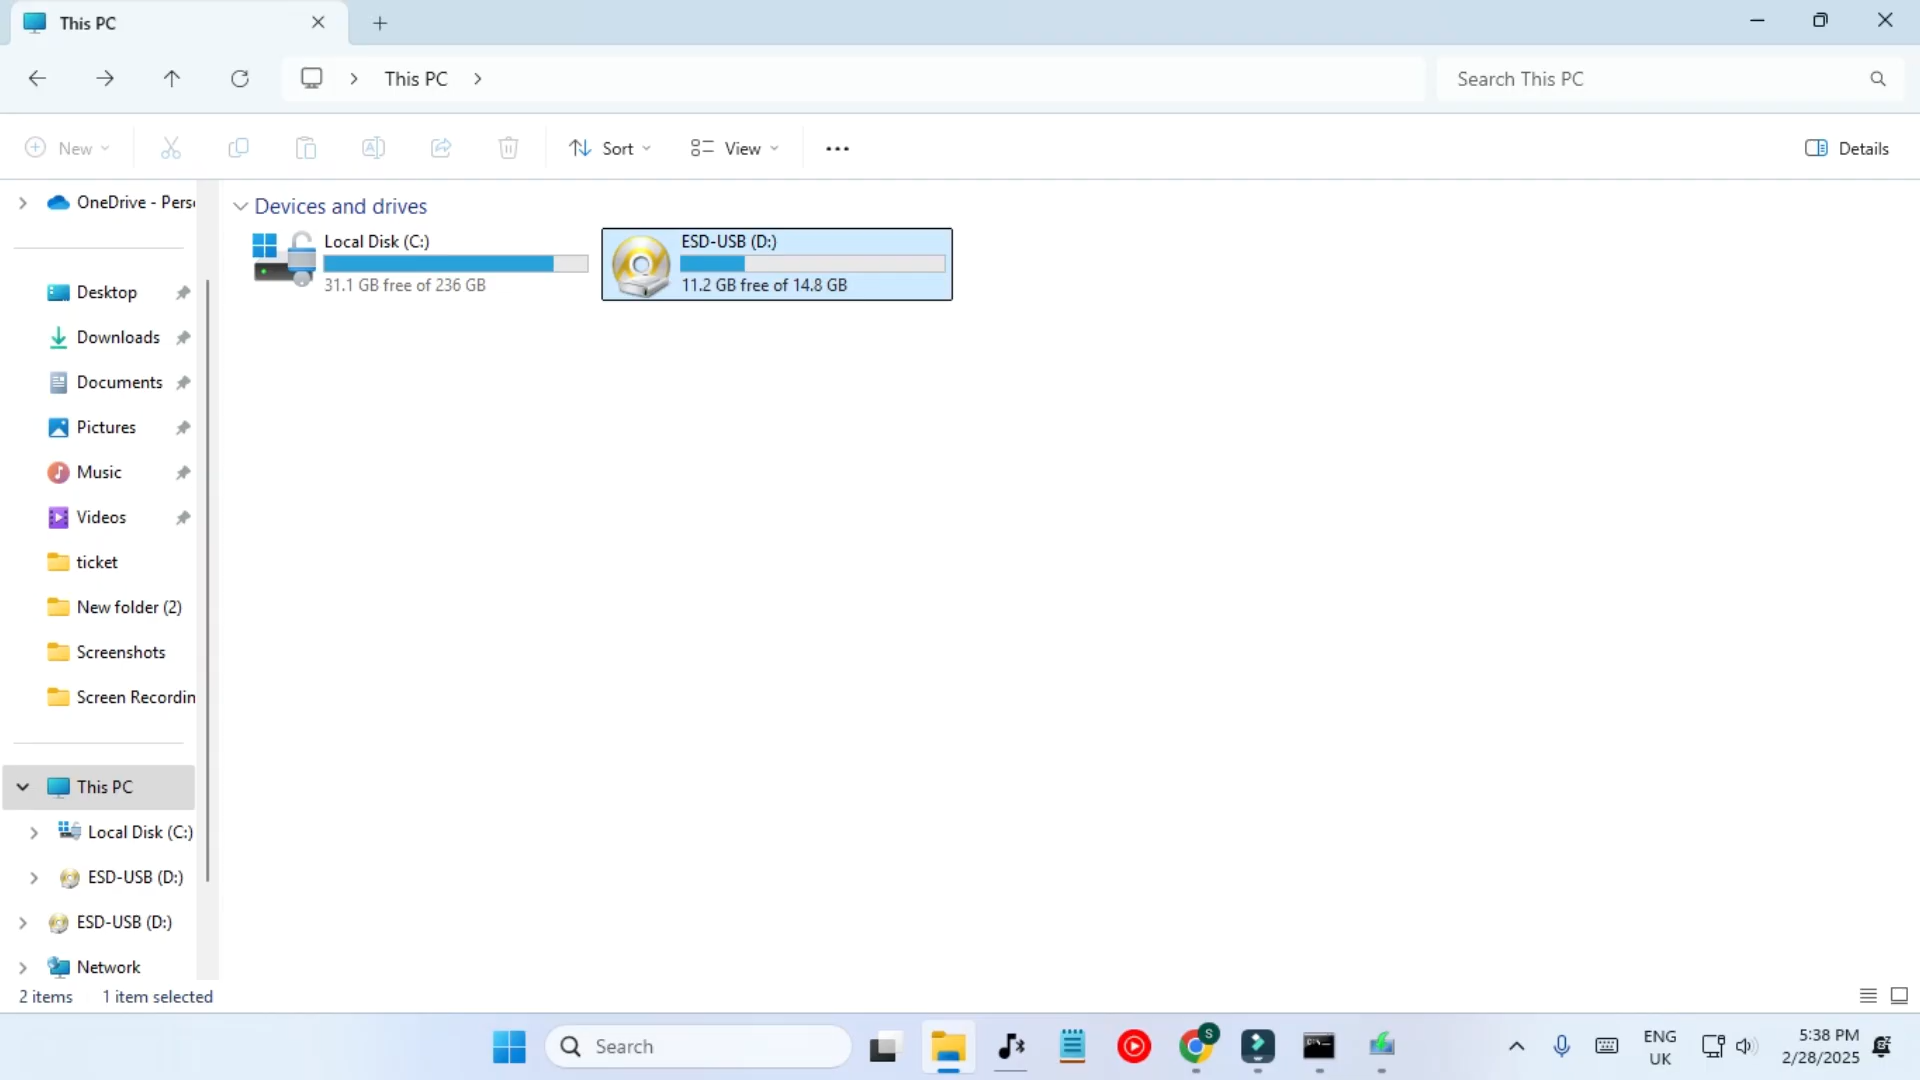 This PC
This PC
Search This PC
New
Sort
View
Details
OneDrive - Pers
Desktop
Downloads
Documents
Pictures
Music
Videos
ticket
New folder (2)
Screenshots
Screen Recordin
This PC
Local Disk (C:)
ESD-USB (D:)
ESD-USB (D:)
Network
Devices and drives
Local Disk (C:)
31.1 GB free of 236 GB
ESD-USB (D:)
11.2 GB free of 14.8 GB
2 items 1 item selected
Search
S
ENG
UK
5:38 PM
2/28/2025